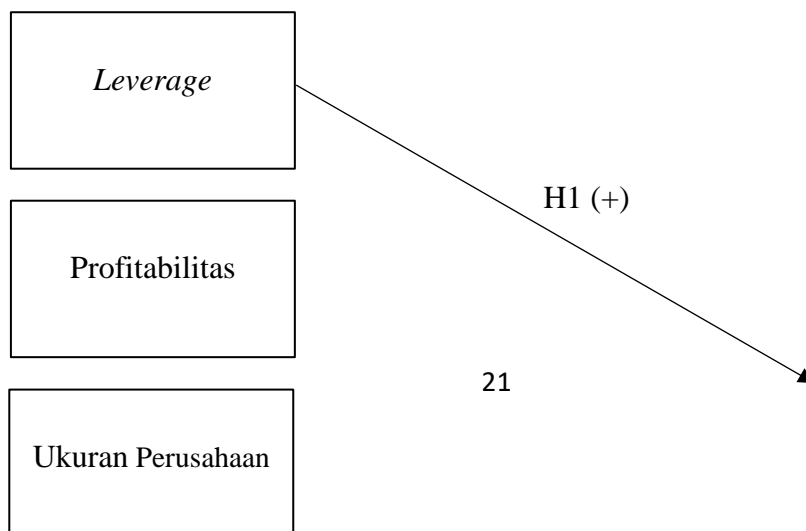 Leverage
H1 (+)
Profitabilitas
21
Ukuran Perusahaan